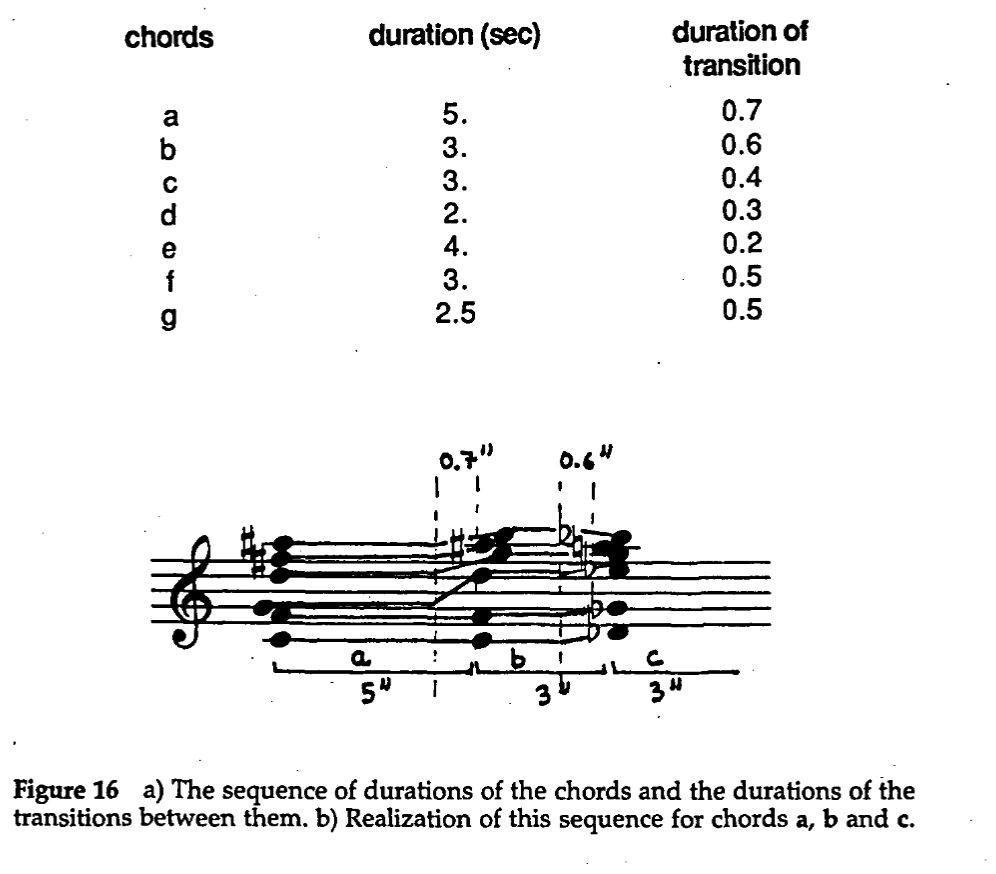 chords duration (sec) duration of
transition
a 5. 0.7
b 3. 0.6
c 3. 0.4
d 2. 0.3
e 4. 0.2
f 3. 0.5
g 2.5 0.5
0.7" 0.6"
a b c
5" 3" 3"
Figure 16 a) The sequence of durations of the chords and the durations of the
transitions between them. b) Realization of this sequence for chords a, b and c.